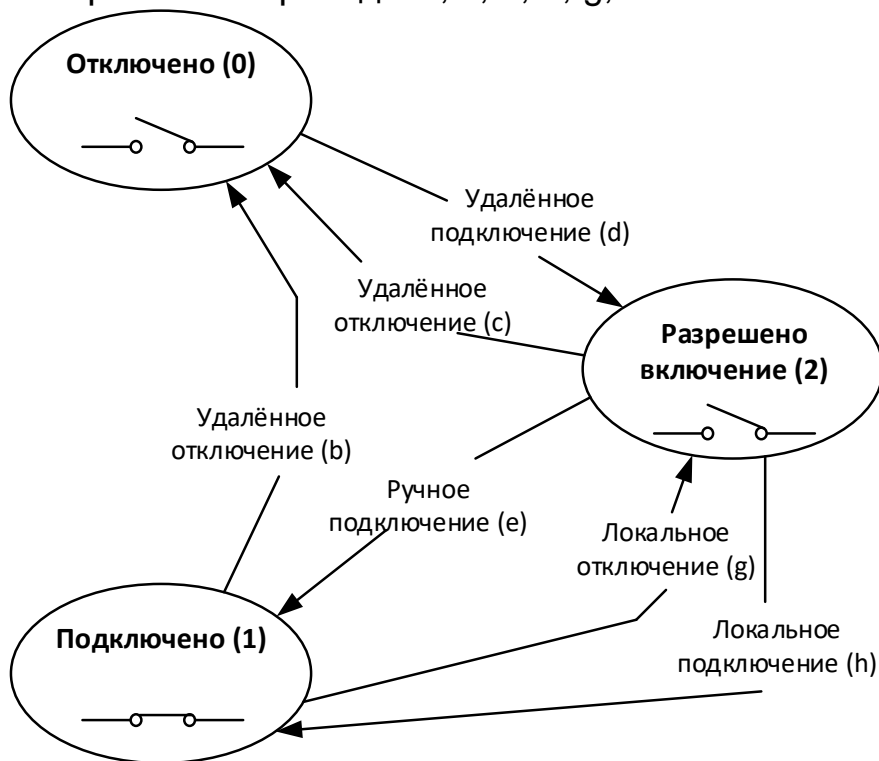 Отключено (0)
Удалённое
подключение (d)
Удалённое
отключение (c)
Разрешено
включение (2)
Удалённое
отключение (b)
Ручное
подключение (e)
Локальное
отключение (g)
Подключено (1)
Локальное
подключение (h)